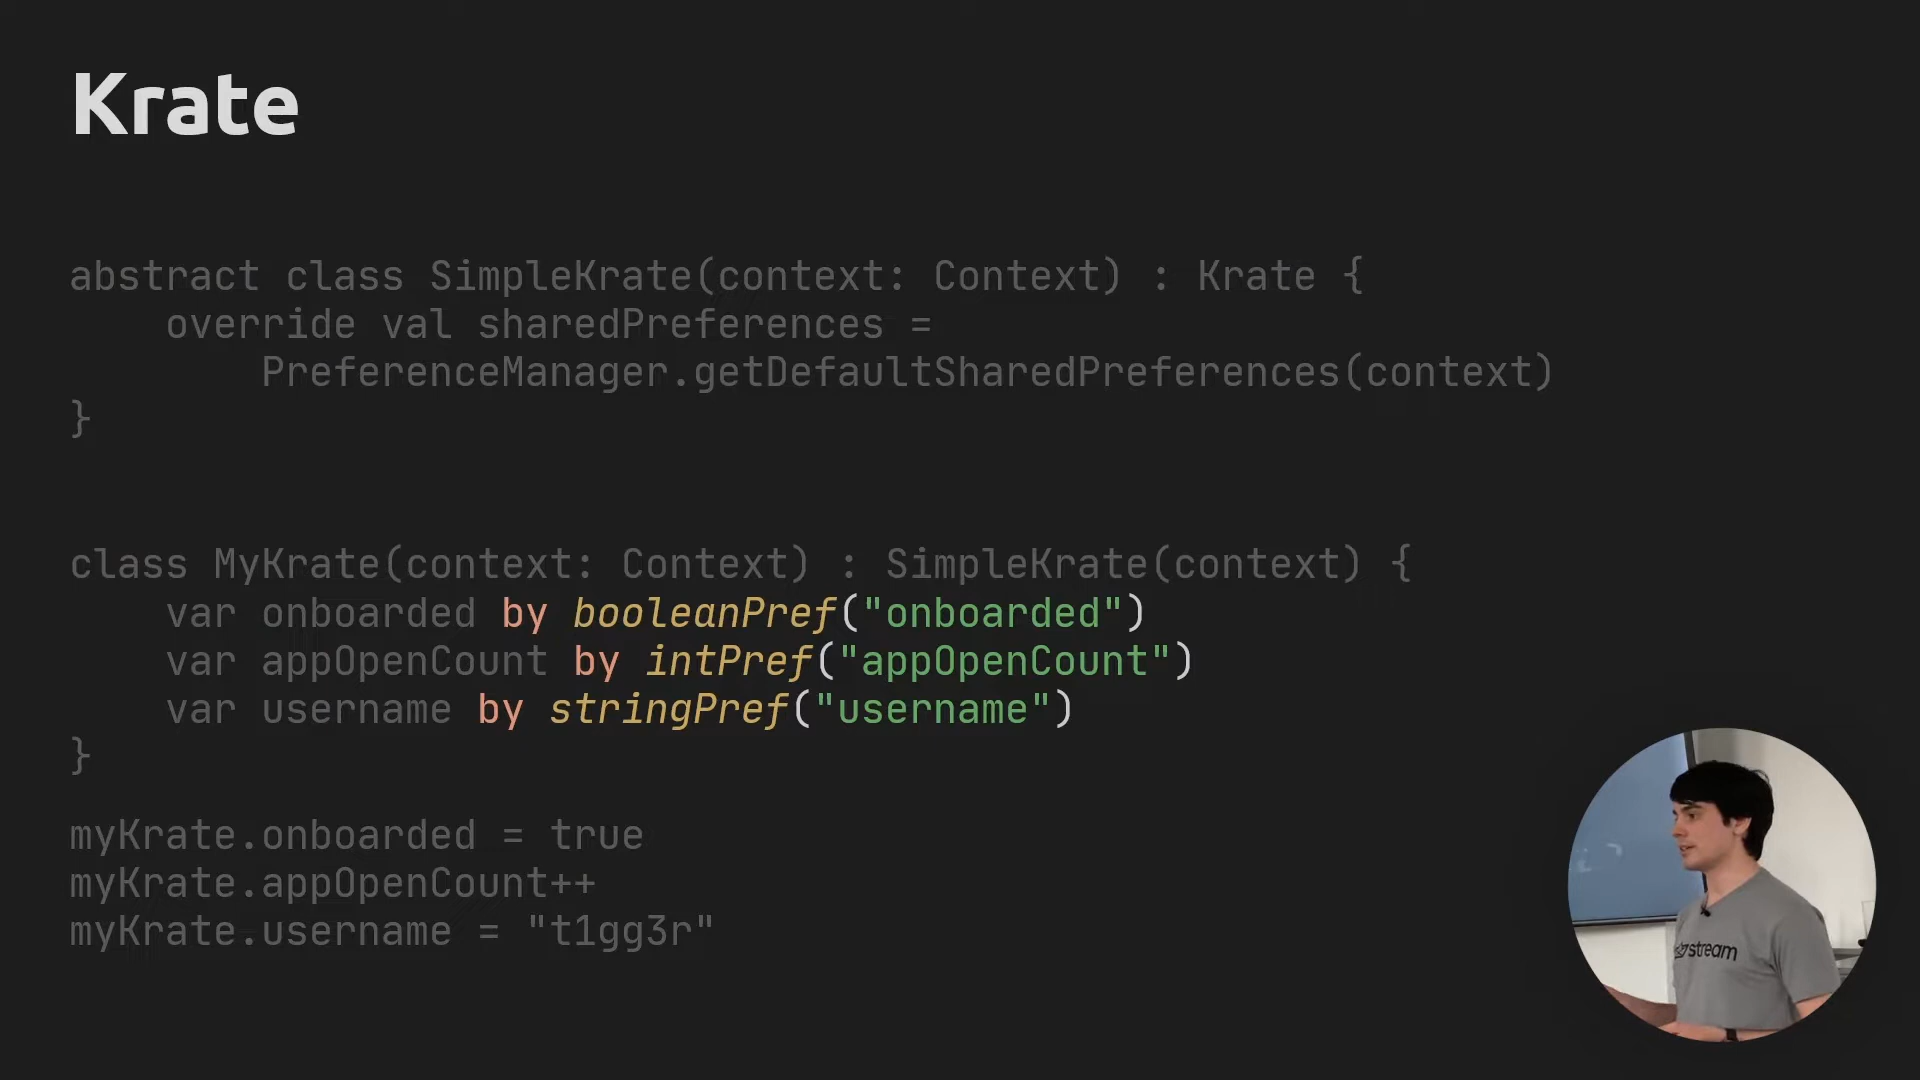 Krate
abstract class SimpleKrate(context: Context) : Krate {
    override val sharedPreferences =
        PreferenceManager.getDefaultSharedPreferences(context)
}
class MyKrate(context: Context) : SimpleKrate(context) {
    var onboarded by booleanPref("onboarded")
    var appOpenCount by intPref("appOpenCount")
    var username by stringPref("username")
}
myKrate.onboarded = true
myKrate.appOpenCount++
myKrate.username = "t1gg3r"
stream